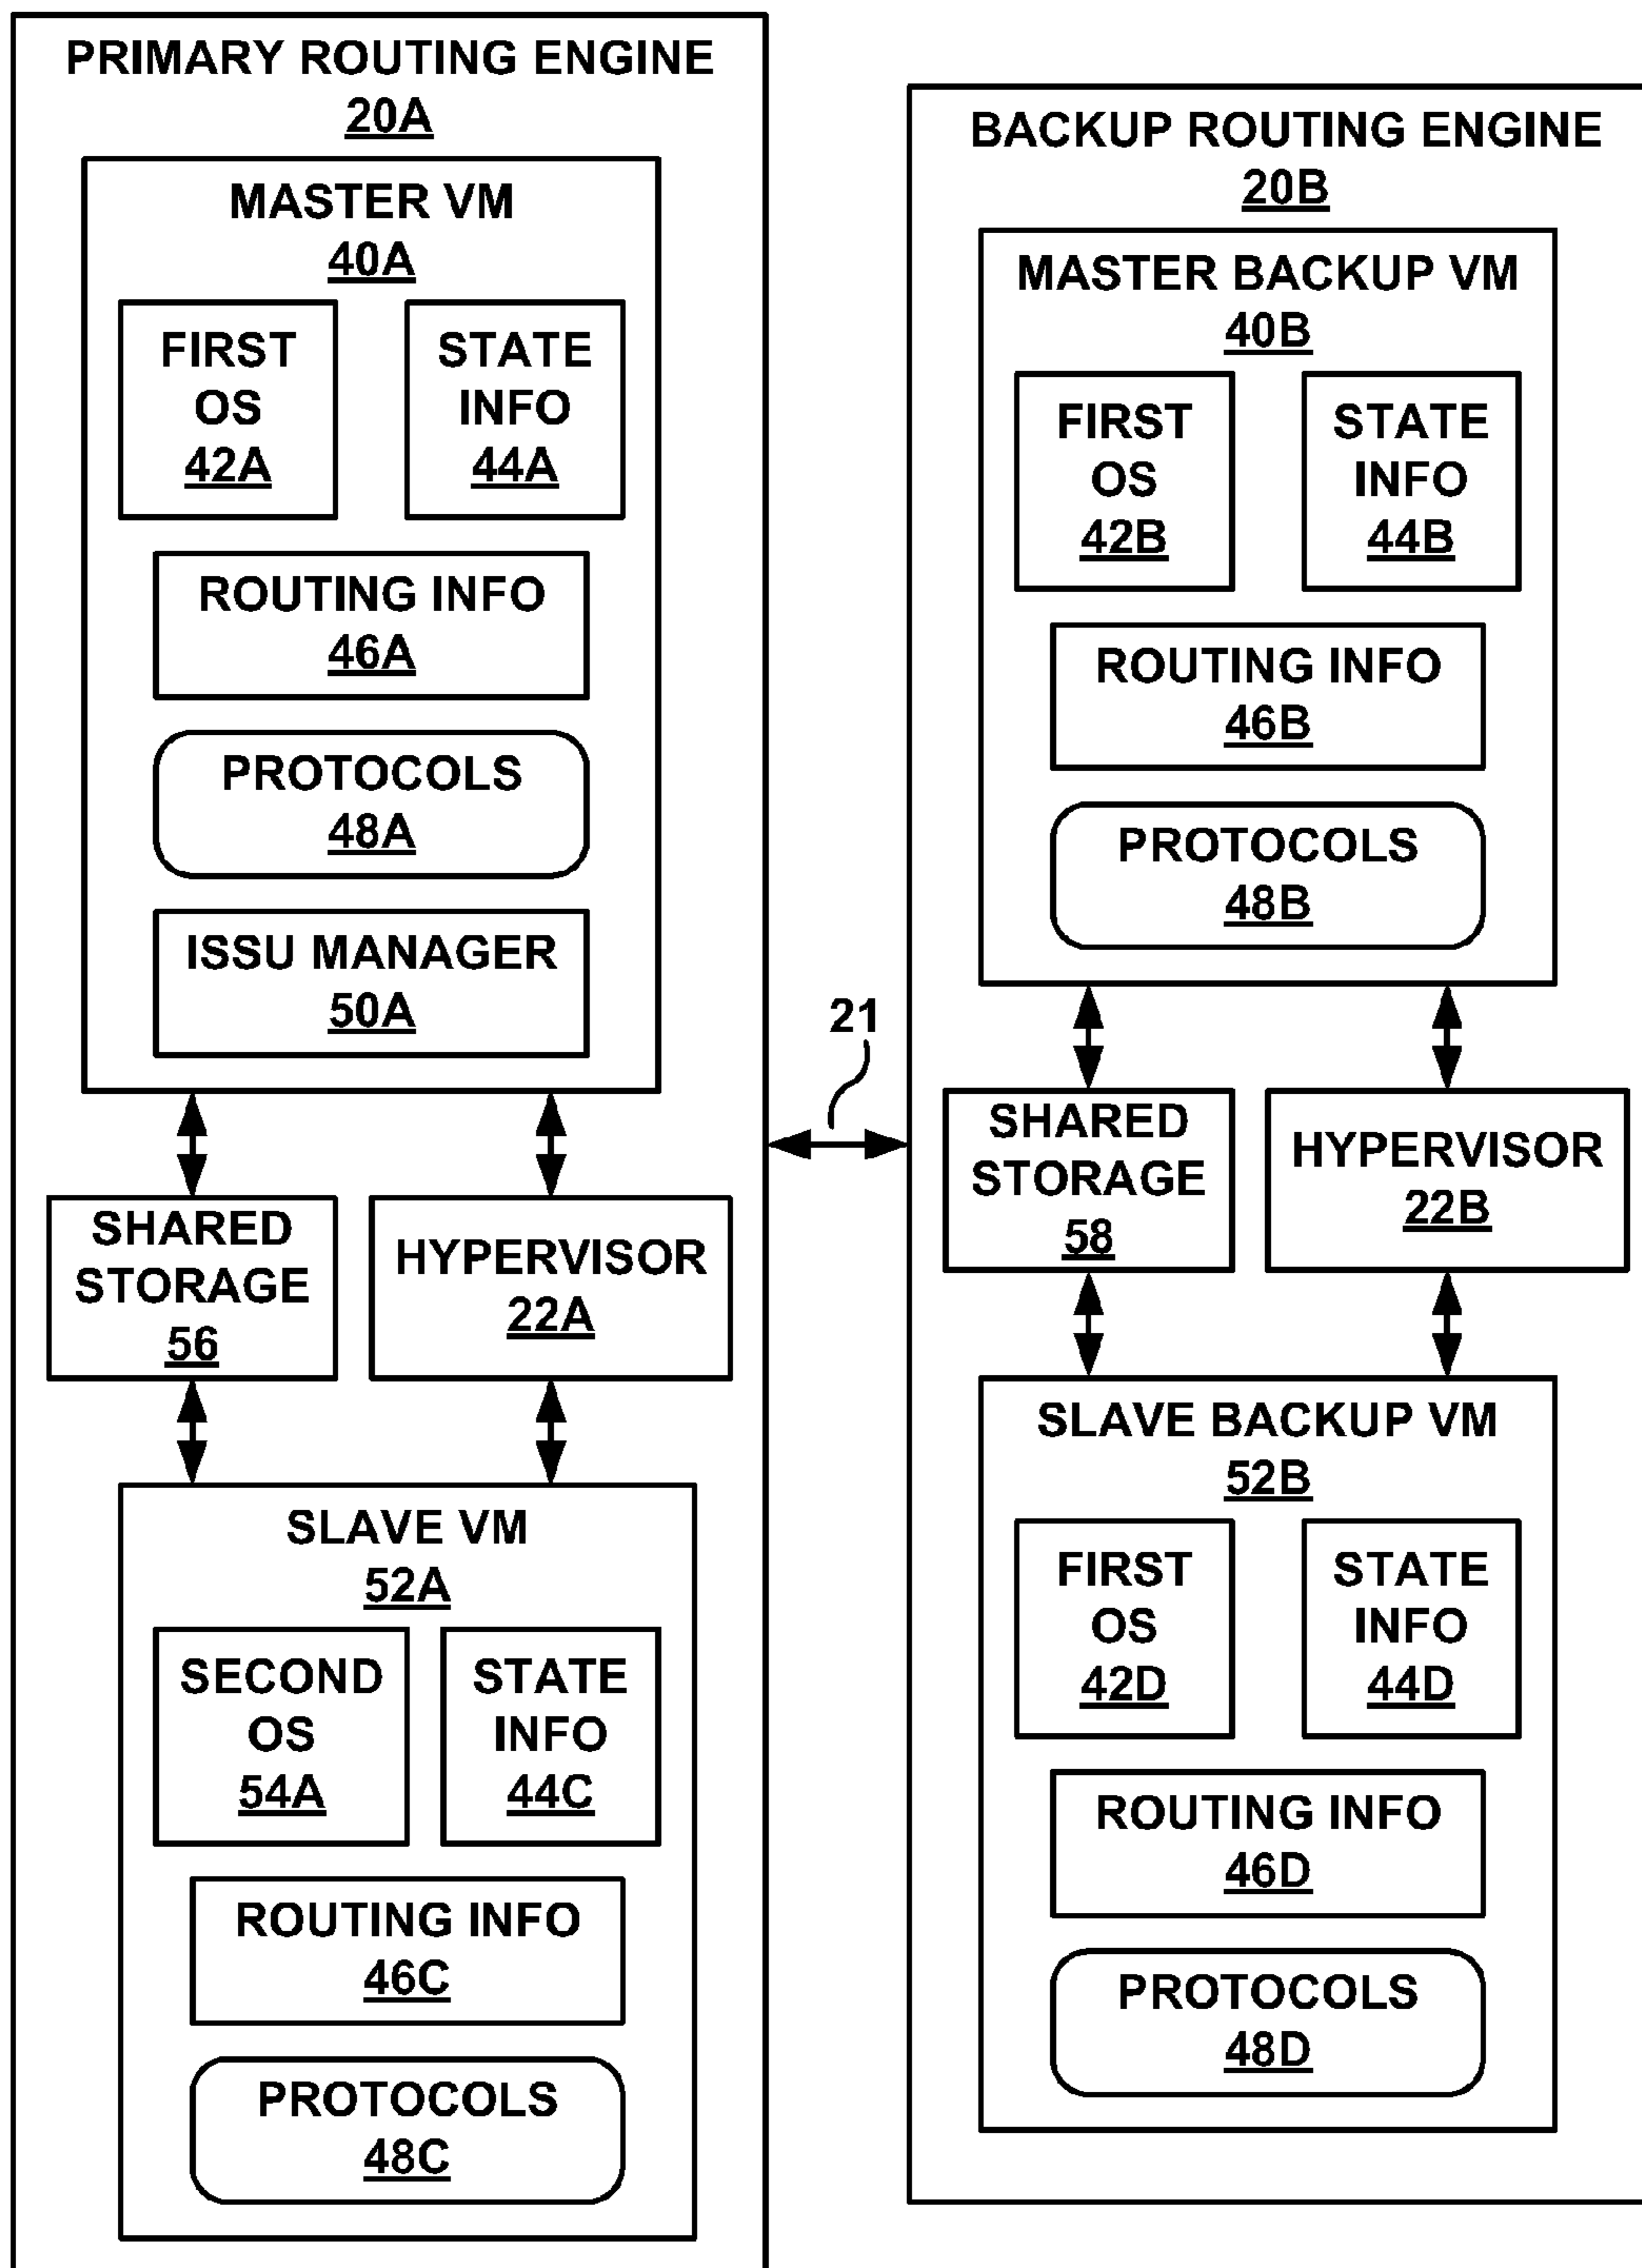 PRIMARY ROUTING ENGINE
20A
MASTER VM
40A
FIRST
OS
42A
STATE
INFO
44A
ROUTING INFO
46A
PROTOCOLS
48A
ISSU MANAGER
50A
SHARED
STORAGE
56
HYPERVISOR
22A
SLAVE VM
52A
SECOND
OS
54A
STATE
INFO
44C
ROUTING INFO
46C
PROTOCOLS
48C
21
BACKUP ROUTING ENGINE
20B
MASTER BACKUP VM
40B
FIRST
OS
42B
STATE
INFO
44B
ROUTING INFO
46B
PROTOCOLS
48B
SHARED
STORAGE
58
HYPERVISOR
22B
SLAVE BACKUP VM
52B
FIRST
OS
42D
STATE
INFO
44D
ROUTING INFO
46D
PROTOCOLS
48D